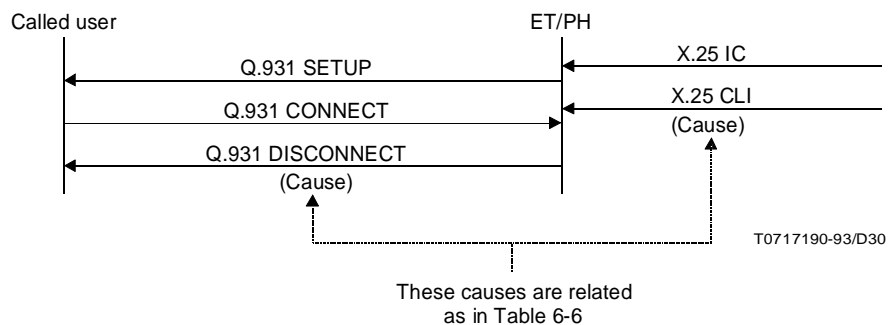 Called user
ET/PH
X.25 IC
Q.931 SETUP
X.25 CLI
Q.931 CONNECT
(Cause)
Q.931 DISCONNECT
(Cause)
T0717190-93/D30
These causes are related
as in Table 6-6